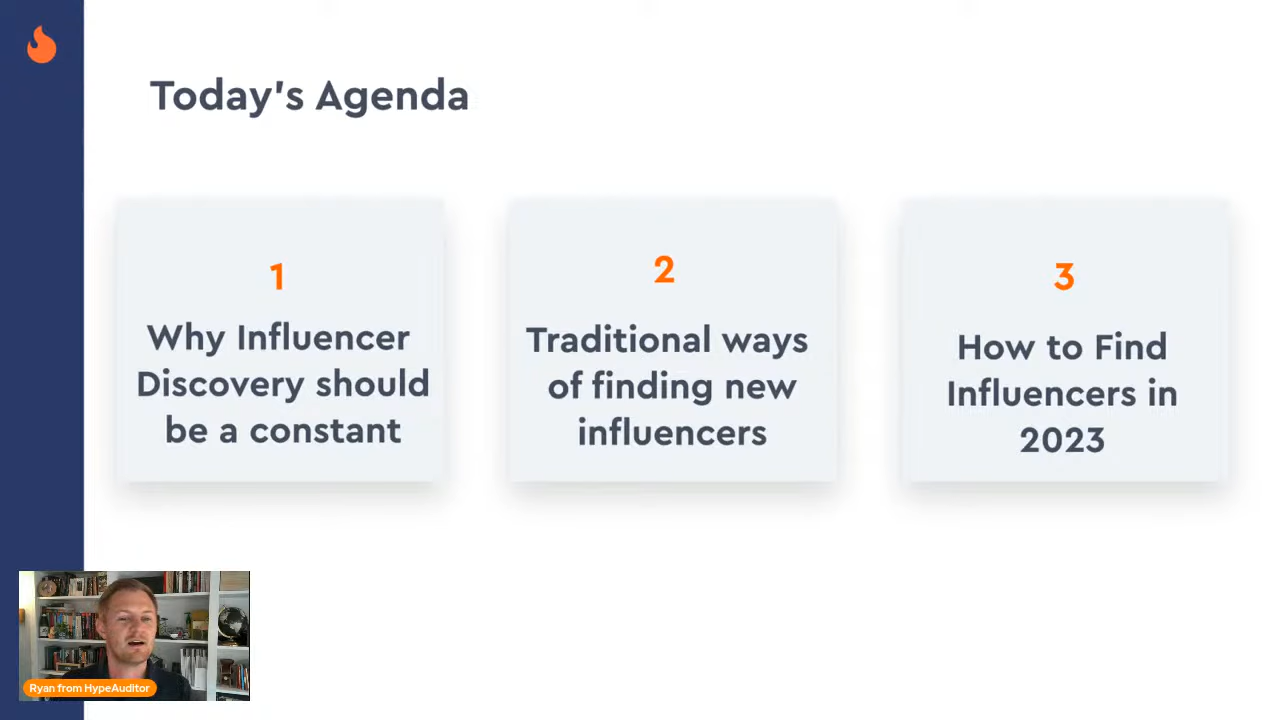 Today's Agenda
1
Why Influencer
Discovery should
be a constant
2
Traditional ways
of finding new
influencers
3
How to Find
Influencers in
2023
Ryan from HypeAuditor